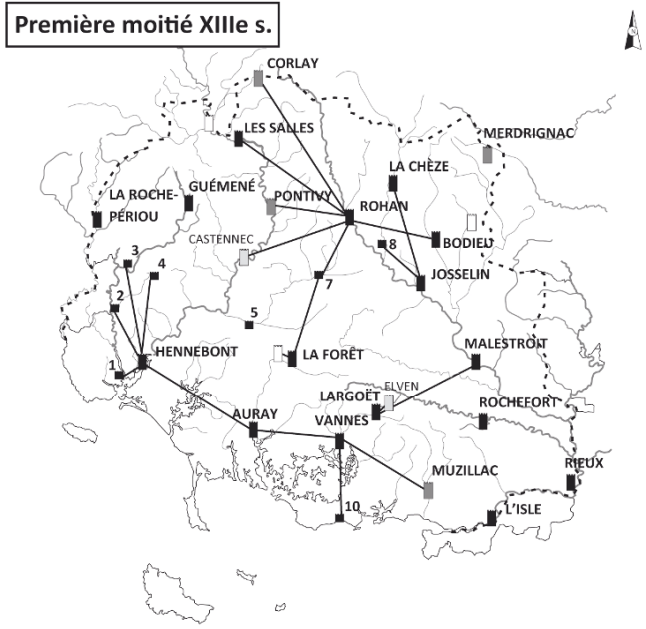 Première moitié XIIIe s.
CORLAY
LES SALLES
MERDRIGNAC
LA CHÈZE
GUÉMENÉ
LA ROCHE-
PÉRIOU
PONTIVY
ROHAN
CASTENNEC
8
BODIEU
3
4
JOSSELIN
7
2
5
HENNEBONT
MALESTROIT
LA FORÊT
1
ELVEN
LARGOËT
ROCHEFORT
AURAY
VANNES
RIEUX
MUZILLAC
10
L'ISLE